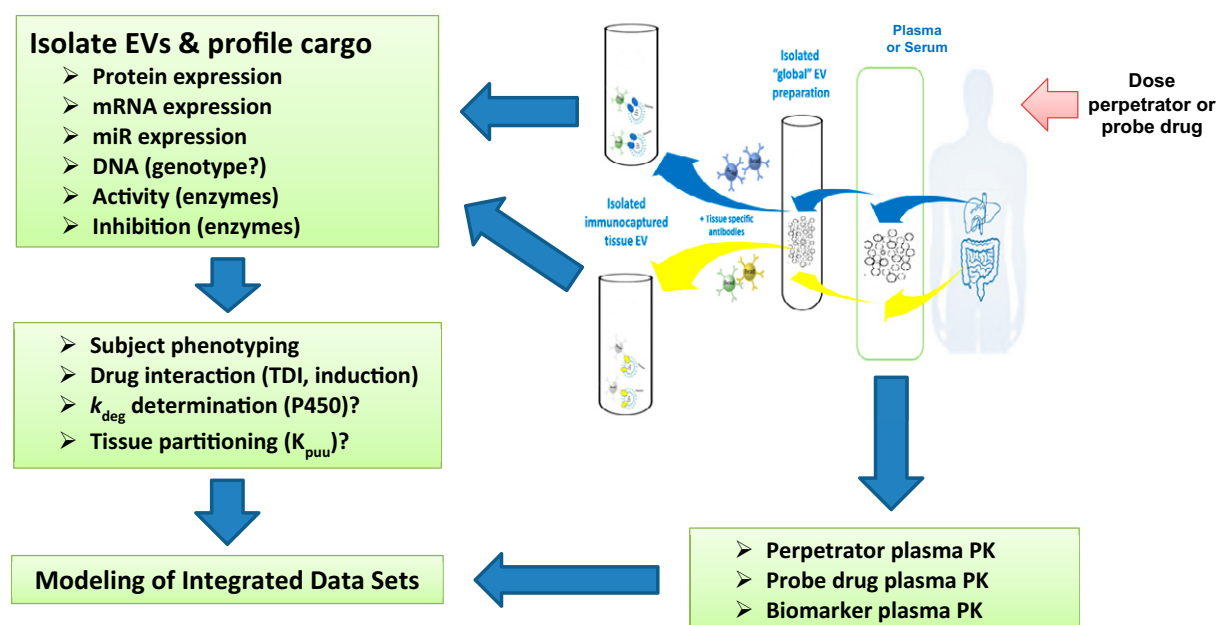 Isolate EVs & profile cargo
➢ Protein expression
➢ mRNA expression
➢ miR expression
➢ DNA (genotype?)
➢ Activity (enzymes)
➢ Inhibition (enzymes)
➢ Subject phenotyping
➢ Drug interaction (TDI, induction)
➢ kdeg determination (P450)?
➢ Tissue partitioning (Kpuu)?
Modeling of Integrated Data Sets
Isolated
immunocaptured
tissue EV
+ Tissue specific
antibodies
Isolated
"global" EV
preparation
Plasma
or Serum
Dose
perpetrator or
probe drug
➢ Perpetrator plasma PK
➢ Probe drug plasma PK
➢ Biomarker plasma PK